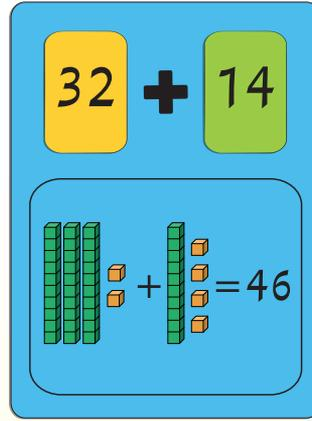 32 + 14
+ = 46